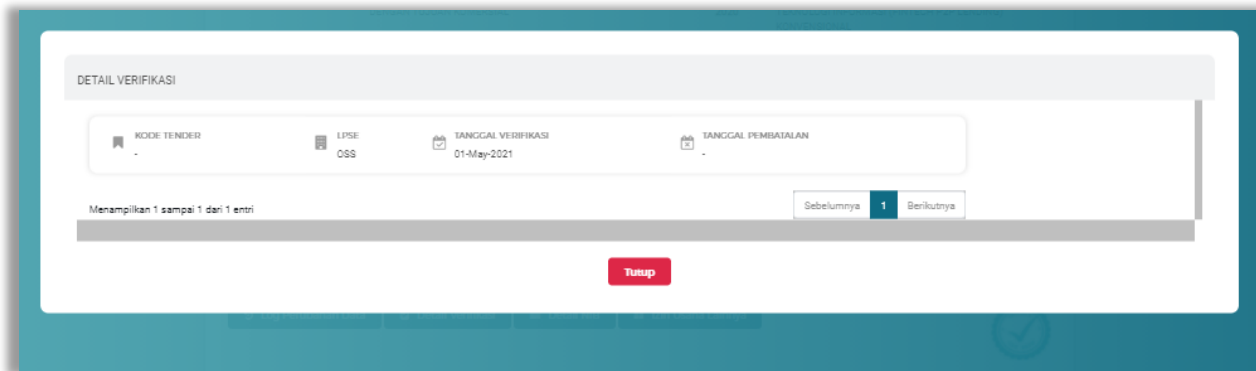 DETAIL VERIFIKASI
KODE TENDER
-
LPSE
OSS
TANGGAL VERIFIKASI
01-May-2021
TANGGAL PEMBATALAN
-
Menampilkan 1 sampai 1 dari 1 entri
Sebelumnya 1 Berikutnya
Tutup